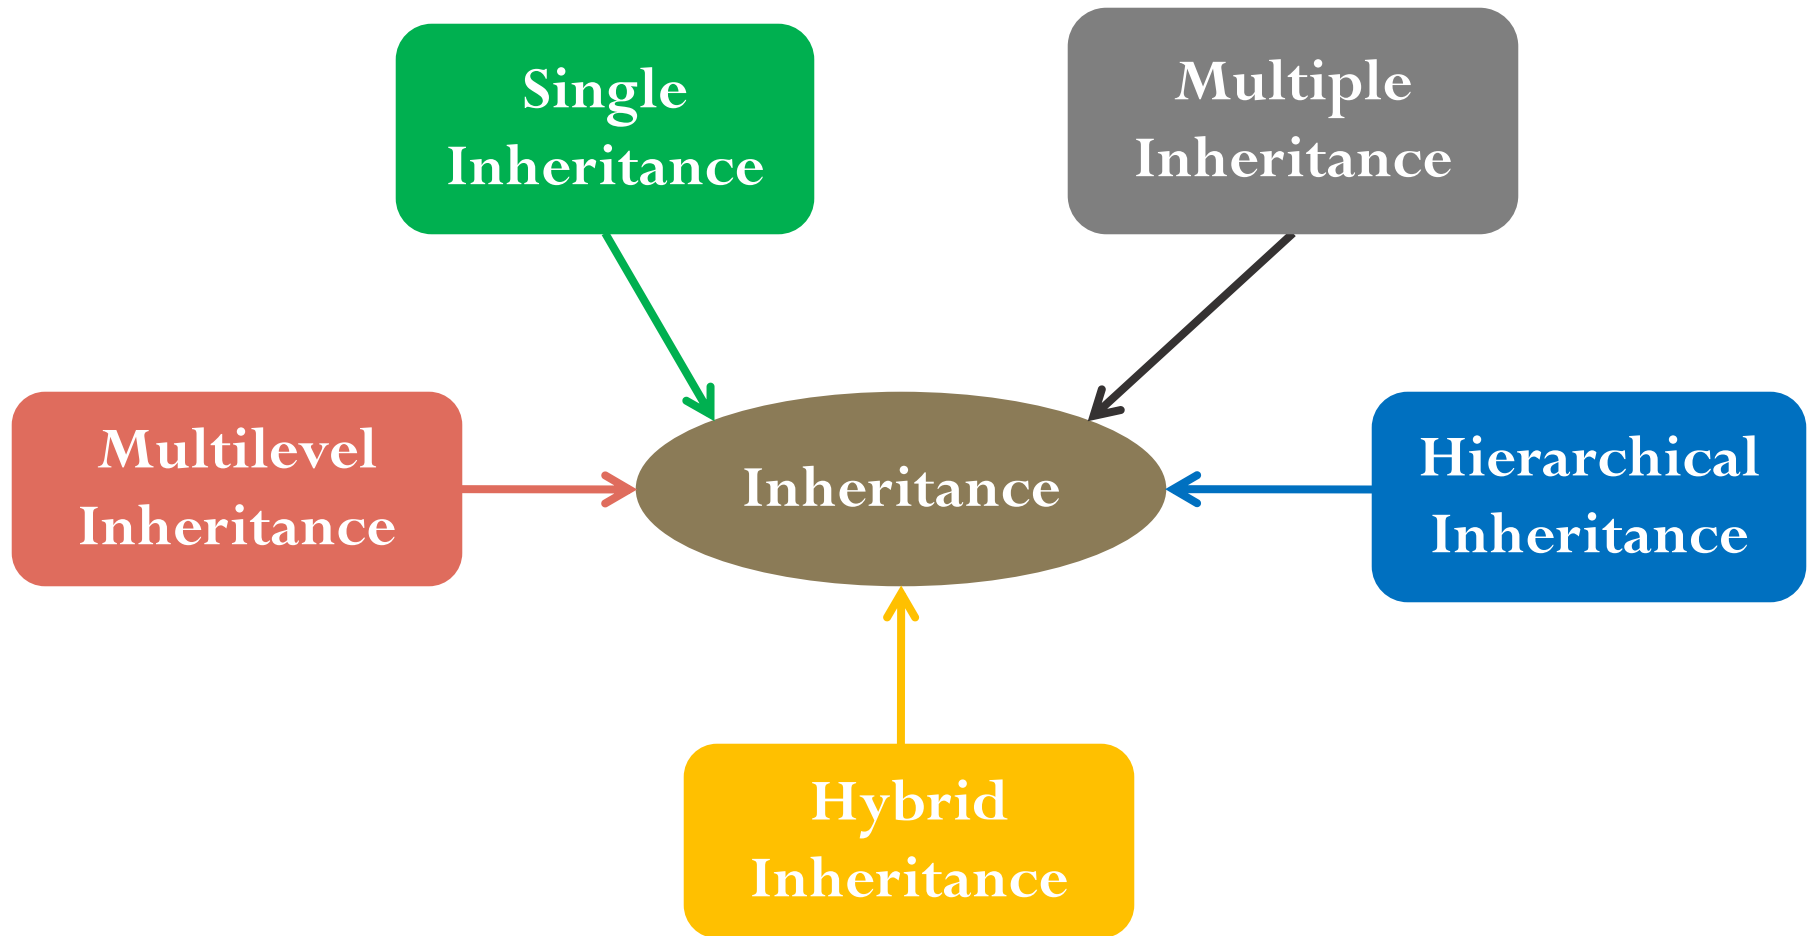 Single
Inheritance
Multiple
Inheritance
Multilevel
Inheritance
Inheritance
Hierarchical
Inheritance
Hybrid
Inheritance